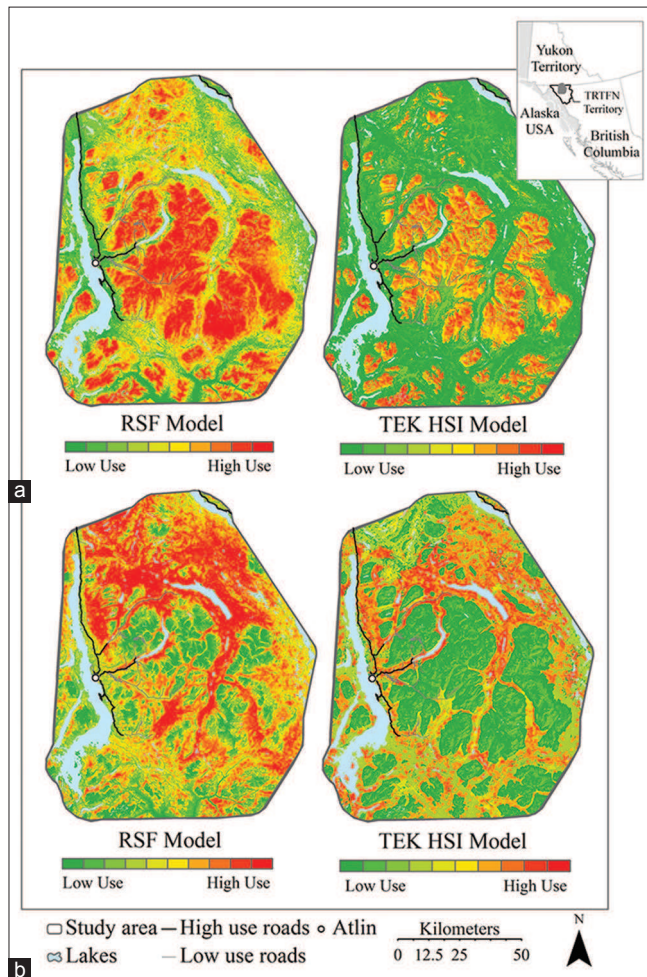 Yukon
Territory
TRTFN
Territory
Alaska
USA
British
Columbia
RSF Model
TEK HSI Model
Low Use High Use
Low Use High Use
a
RSF Model
TEK HSI Model
Low Use High Use
Low Use High Use
Study area High use roads Atlin
Lakes Low use roads
Kilometers
0 12.5 25 50
N
b